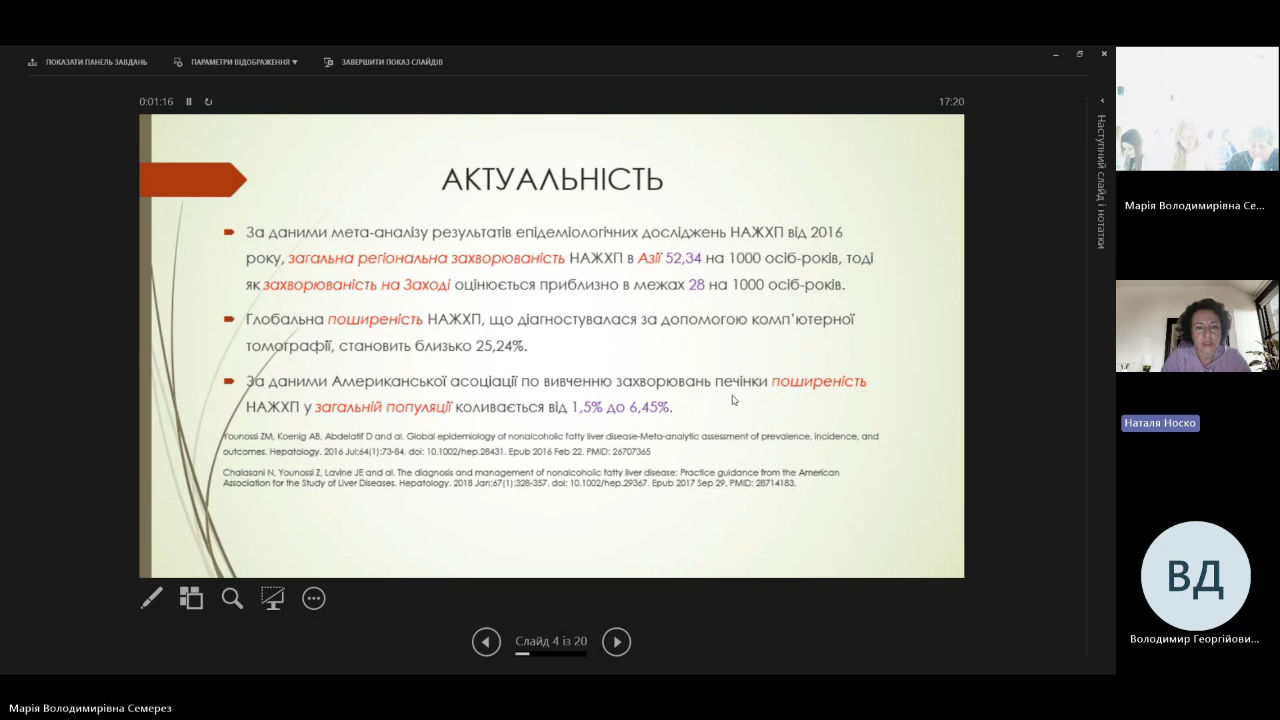 ПОКАЗАТИ ПАНЕЛЬ ЗАВДАНЬ
ПАРАМЕТРИ ВІДОБРАЖЕННЯ ▼
ЗАВЕРШИТИ ПОКАЗ СЛАЙДІВ
0:01:16
17:20
Наступний слайд і нотатки
АКТУАЛЬНІСТЬ
За даними мета-аналізу результатів епідеміологічних досліджень НАЖХП від 2016
року, загальна регіональна захворюваність НАЖХП в Азії 52,34 на 1000 осіб-років, тоді
як захворюваність на Заході оцінюється приблизно в межах 28 на 1000 осіб-років.
Глобальна поширеність НАЖХП, що діагностувалася за допомогою комп'ютерної
томографії, становить близько 25,24%.
За даними Американської асоціації по вивченню захворювань печінки поширеність
НАЖХП у загальній популяції коливається від 1,5% до 6,45%.
Younossi ZM, Koenig AB, Abdelatif D and al. Global epidemiology of nonalcoholic fatty liver disease-Meta-analytic assessment of prevalence, incidence, and
outcomes. Hepatology. 2016 Jul;64(1):73-84. doi: 10.1002/hep.28431. Epub 2016 Feb 22. PMID: 26707365
Chalasani N, Younossi Z, Lavine JE and al. The diagnosis and management of nonalcoholic fatty liver disease: Practice guidance from the American
Association for the Study of Liver Diseases. Hepatology. 2018 Jan;67(1):328-357. doi: 10.1002/hep.29367. Epub 2017 Sep 29. PMID: 28714183.
Слайд 4 із 20
Марія Володимирівна Се...
Наталя Носко
ВД
Володимир Георгійови...
Марія Володимирівна Семерез